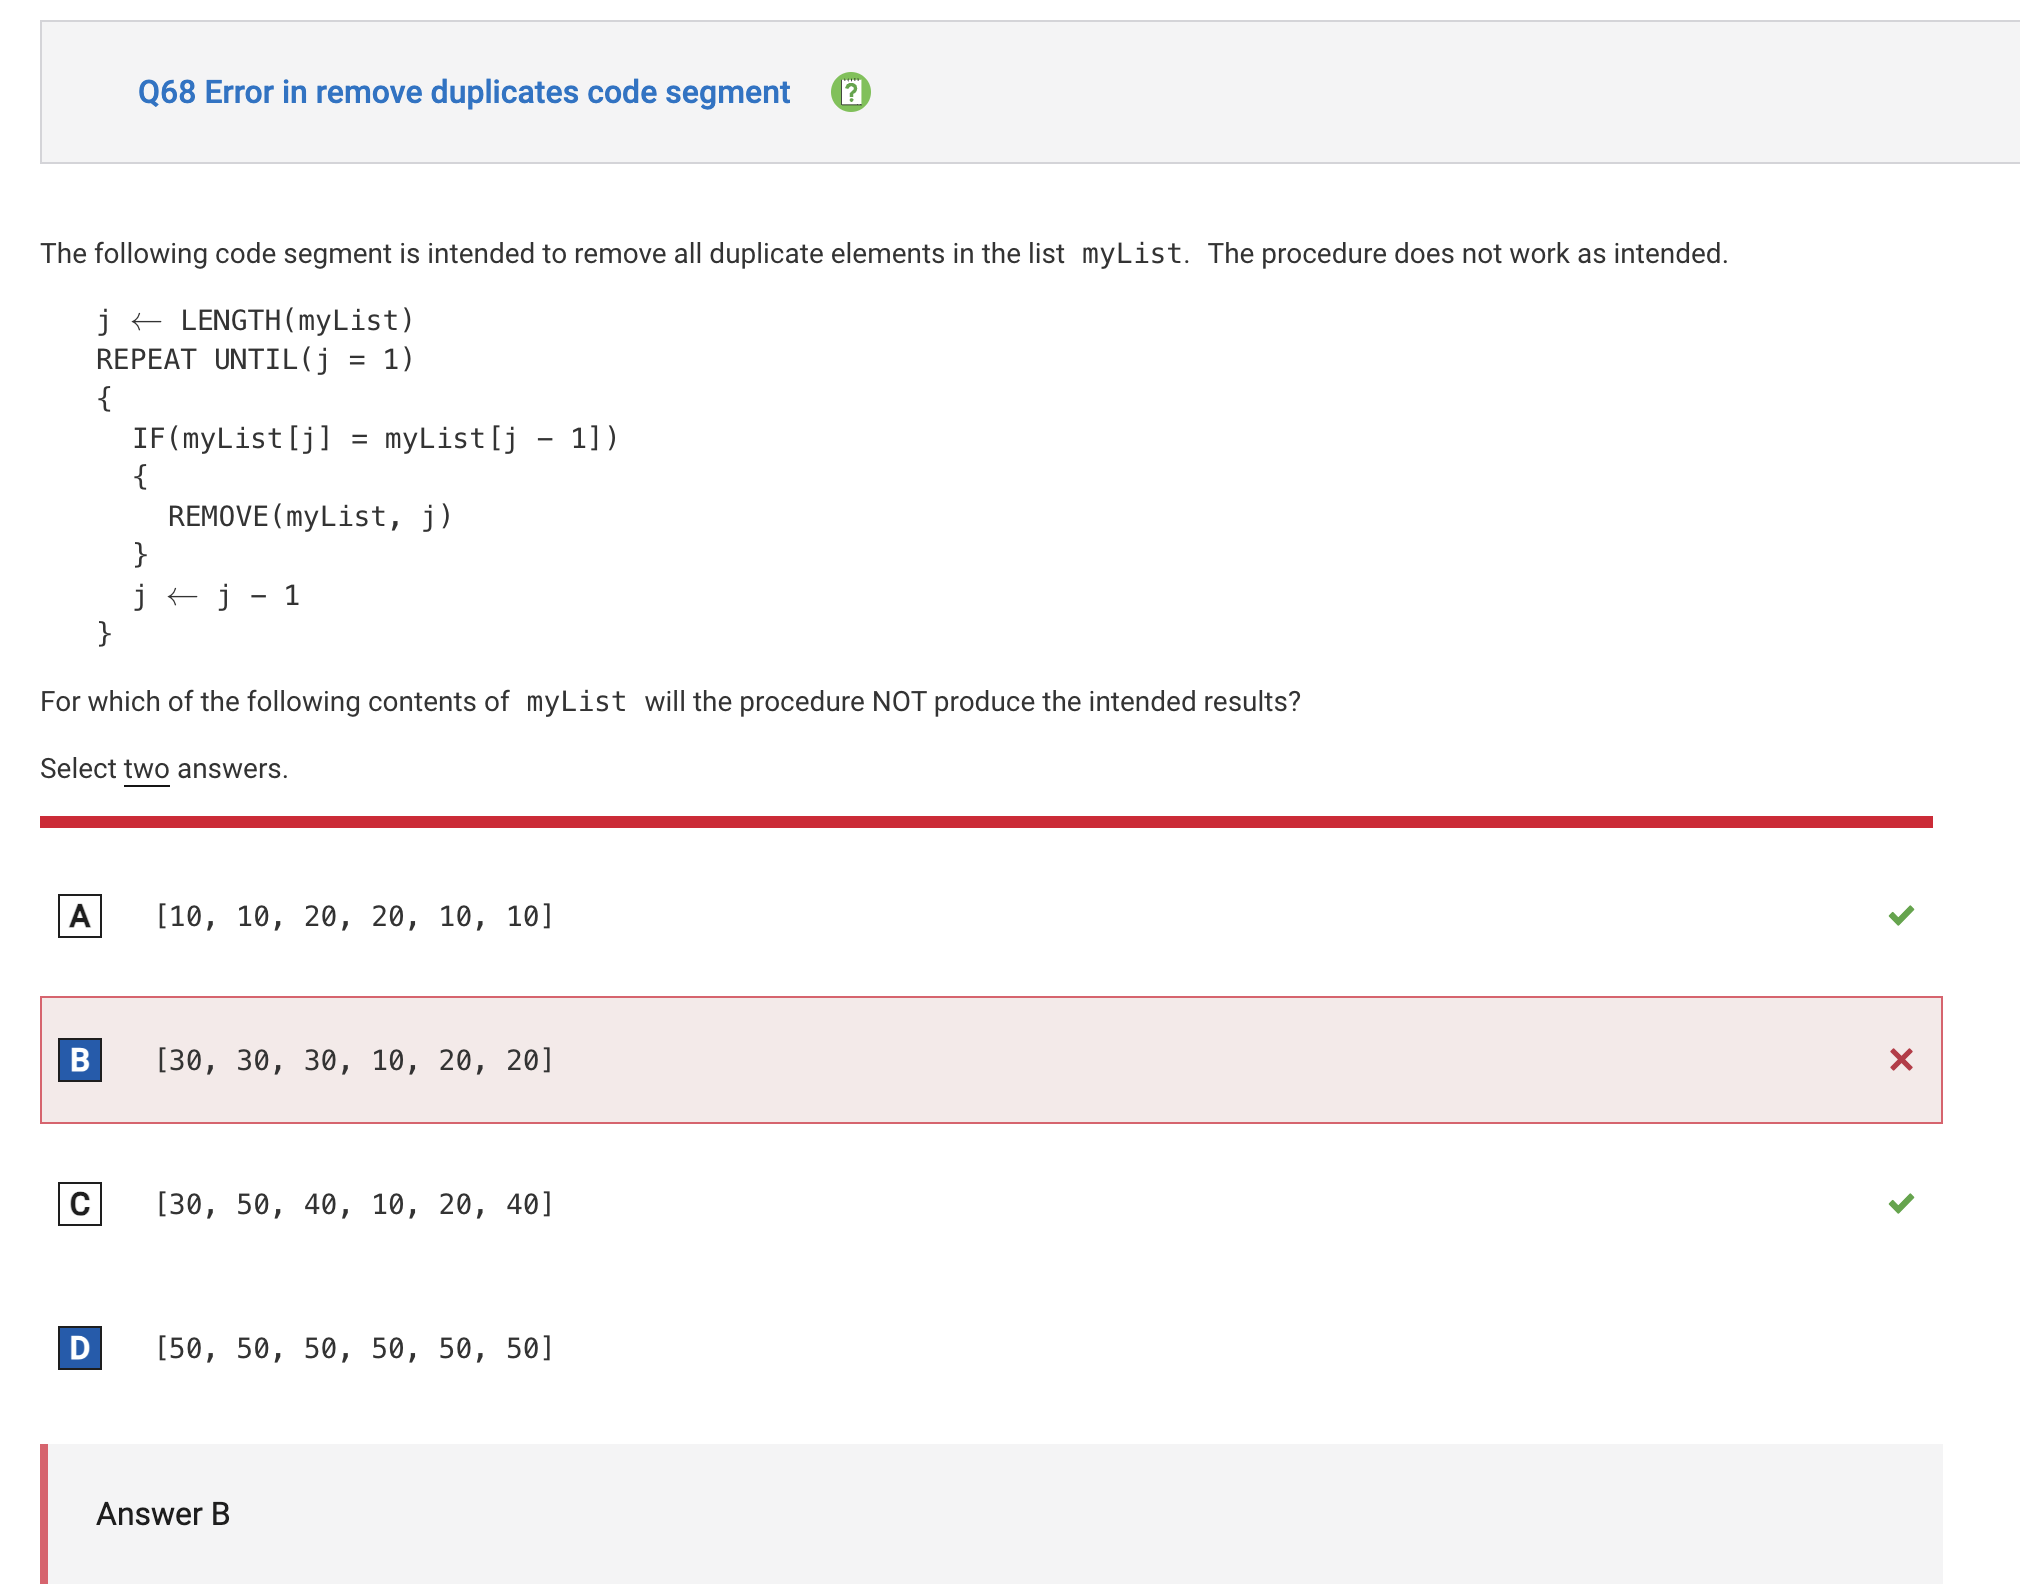 Q68 Error in remove duplicates code segment ?
The following code segment is intended to remove all duplicate elements in the list myList. The procedure does not work as intended.
j ← LENGTH(myList)
REPEAT UNTIL(j = 1)
{
IF(myList[j] = myList[j - 1])
{
REMOVE(myList, j)
}
j ← j - 1
}
For which of the following contents of myList will the procedure NOT produce the intended results?
Select two answers.
A [10, 10, 20, 20, 10, 10]
B [30, 30, 30, 10, 20, 20]
C [30, 50, 40, 10, 20, 40]
D [50, 50, 50, 50, 50, 50]
Answer B